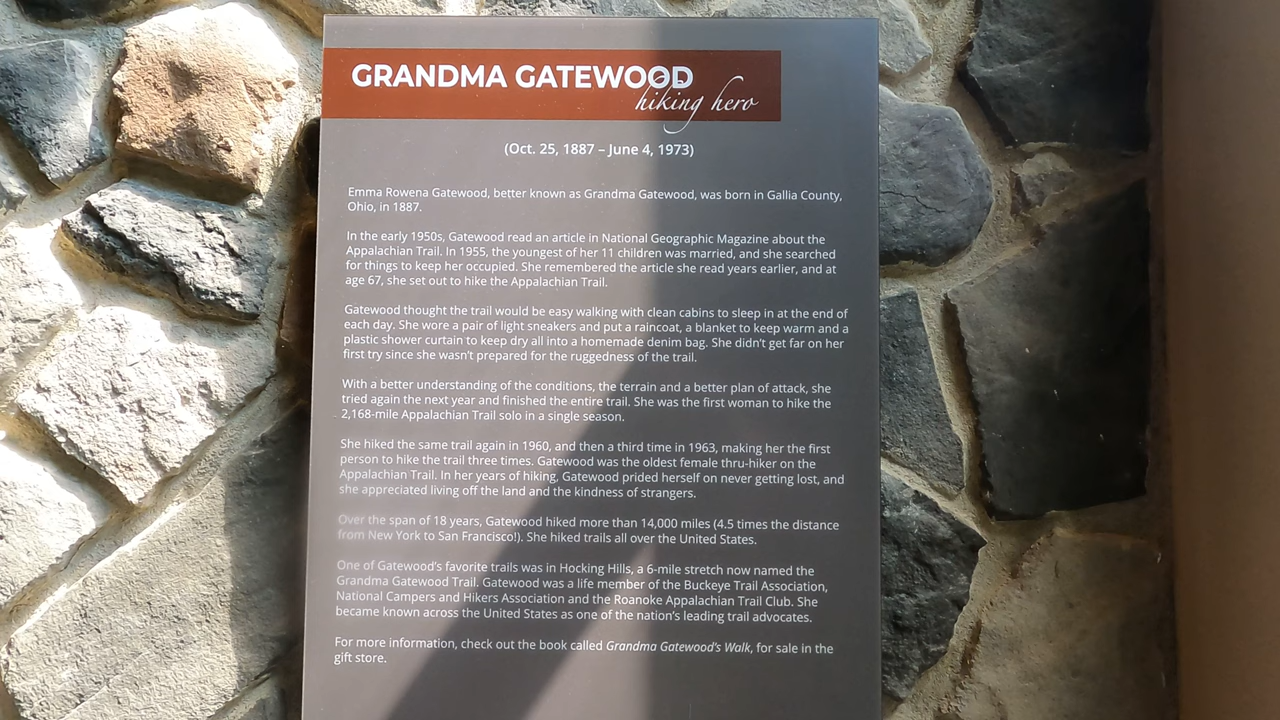 GRANDMA GATEWOOD
hiking hero
(Oct. 25, 1887 – June 4, 1973)
Emma Rowena Gatewood, better known as Grandma Gatewood, was born in Gallia County,
Ohio, in 1887.
In the early 1950s, Gatewood read an article in National Geographic Magazine about the
Appalachian Trail. In 1955, the youngest of her 11 children was married, and she searched
for things to keep her occupied. She remembered the article she read years earlier, and at
age 67, she set out to hike the Appalachian Trail.
Gatewood thought the trail would be easy walking with clean cabins to sleep in at the end of
each day. She wore a pair of light sneakers and put a raincoat, a blanket to keep warm and a
plastic shower curtain to keep dry all into a homemade denim bag. She didn't get far on her
first try since she wasn't prepared for the ruggedness of the trail.
With a better understanding of the conditions, the terrain and a better plan of attack, she
tried again the next year and finished the entire trail. She was the first woman to hike the
2,168-mile Appalachian Trail solo in a single season.
She hiked the same trail again in 1960, and then a third time in 1963, making her the first
person to hike the trail three times. Gatewood was the oldest female thru-hiker on the
Appalachian Trail. In her years of hiking, Gatewood prided herself on never getting lost, and
she appreciated living off the land and the kindness of strangers.
Over the span of 18 years, Gatewood hiked more than 14,000 miles (4.5 times the distance
from New York to San Francisco!). She hiked trails all over the United States.
One of Gatewood's favorite trails was in Hocking Hills, a 6-mile stretch now named the
Grandma Gatewood Trail. Gatewood was a life member of the Buckeye Trail Association,
National Campers and Hikers Association and the Roanoke Appalachian Trail Club. She
became known across the United States as one of the nation's leading trail advocates.
For more information, check out the book called Grandma Gatewood's Walk, for sale in the
gift store.